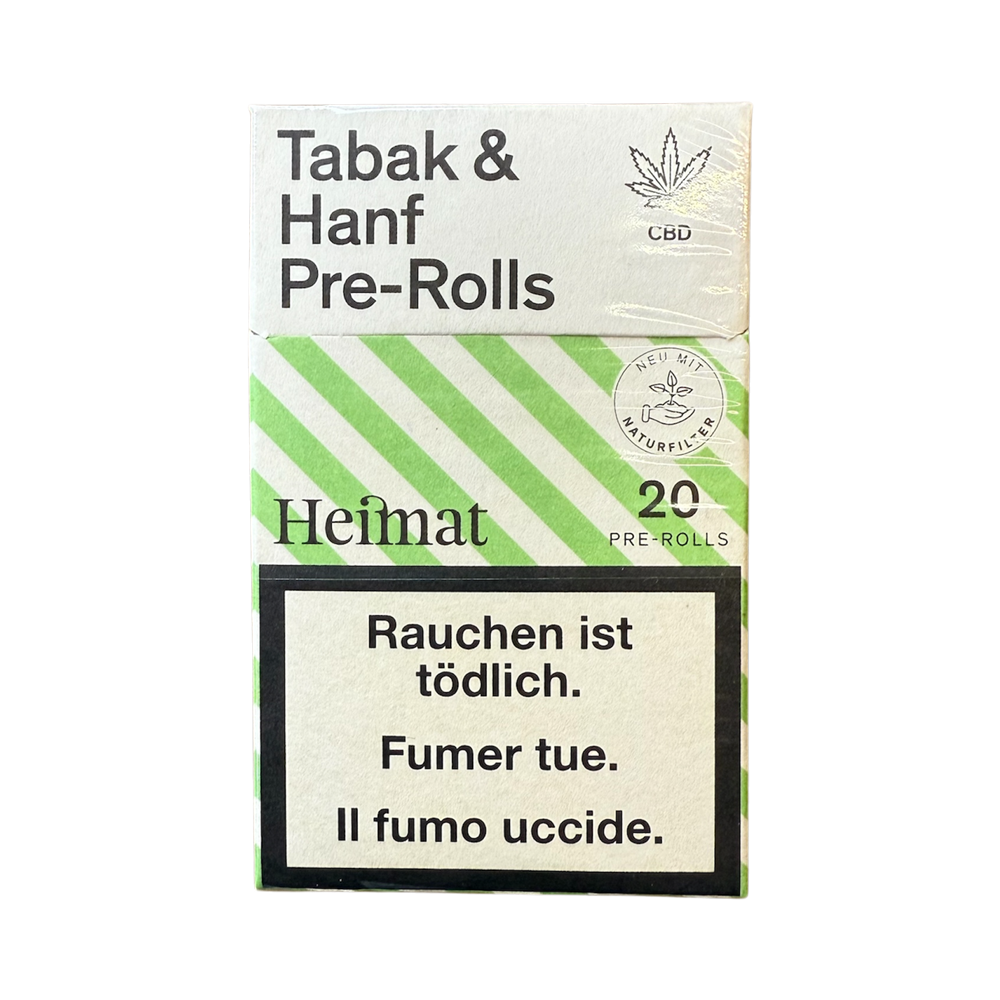 Tabak &
Hanf
Pre-Rolls
CBD
NEU MIT
NATURFILTER
20
PRE-ROLLS
Heimat
Rauchen ist
tödlich.
Fumer tue.
Il fumo uccide.